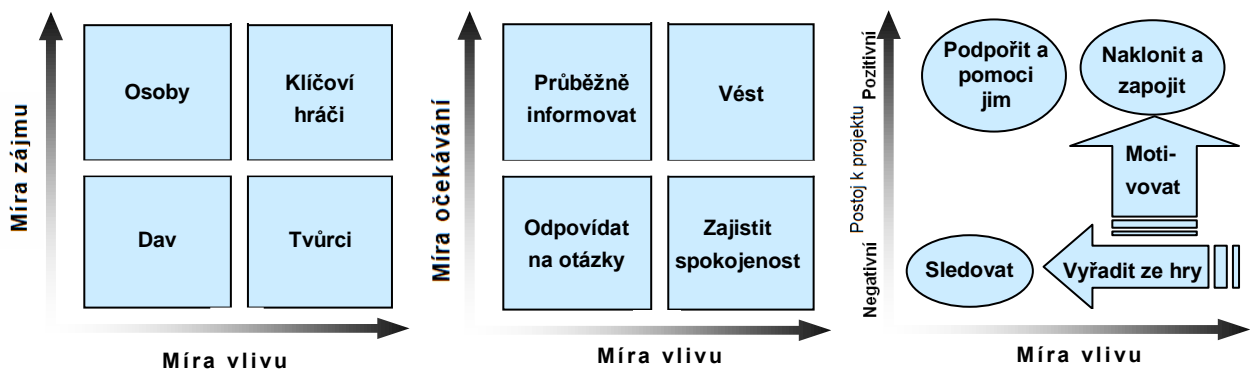 Míra zájmu
Osoby
Klíčoví
hráči
Dav
Tvůrci
Míra vlivu
Míra očekávání
Průběžně
informovat
Vést
Odpovídat
na otázky
Zajistit
spokojenost
Míra vlivu
Postoj k projektu
Pozitivní
Negativní
Podpořit a
pomoci
jim
Naklonit a
zapojit
Moti-
vovat
Sledovat
Vyřadit ze hry
Míra vlivu